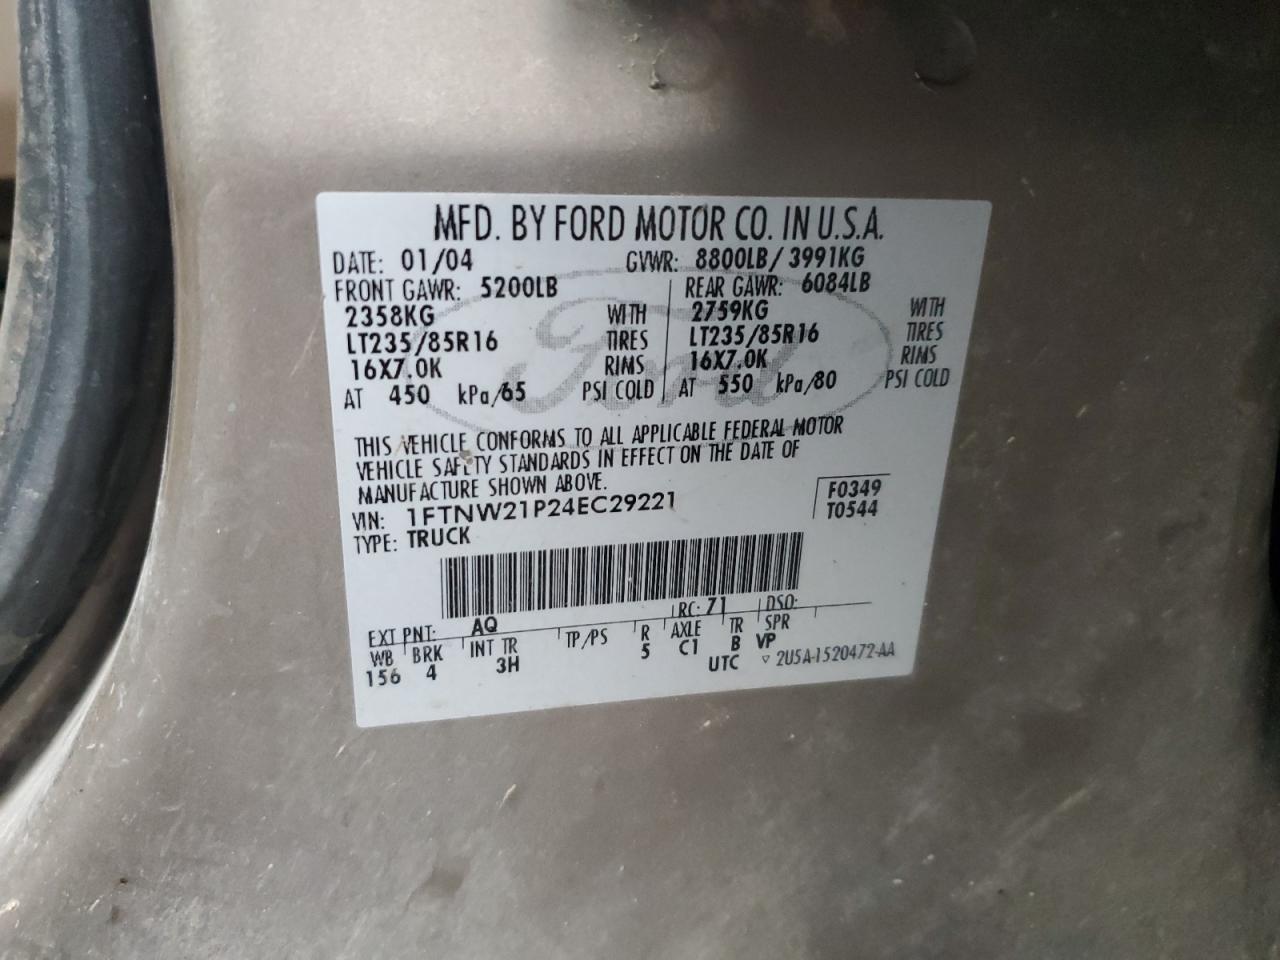 MFD. BY FORD MOTOR CO. IN U.S.A.
DATE: 01/04 GVWR: 8800LB/ 3991KG
FRONT GAWR: 5200LB REAR GAWR: 6084LB
2358KG WITH 2759KG WITH
LT235/85R16 TIRES LT235/85R16 TIRES
16X7.0K RIMS 16X7.0K RIMS
AT 450 kPa/65 PSI COLD AT 550 kPa/80 PSI COLD
Ford
THIS VEHICLE CONFORMS TO ALL APPLICABLE FEDERAL MOTOR
VEHICLE SAFETY STANDARDS IN EFFECT ON THE DATE OF
MANUFACTURE SHOWN ABOVE.
VIN: 1FTNW21P24EC29221 F0349
TYPE: TRUCK T0544
EXT PNT: AQ RC: 71 DSO:
WB BRK INT TR TP/PS R AXLE TR SPR
156 4 3H 5 C1 B VP
UTC ▽ 2U5A-1520472-AA